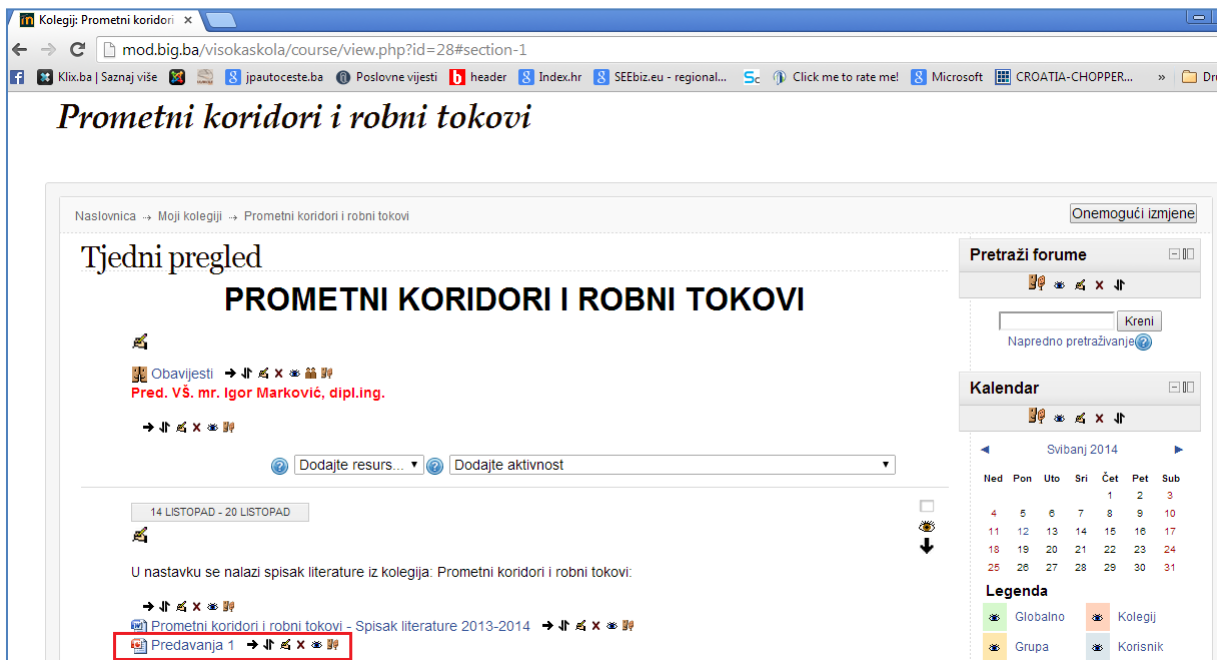 Kolegij: Prometni koridori
mod.big.ba/visokaskola/course/view.php?id=28#section-1
Klix.ba | Saznaj više jpautoceste.ba Poslovne vijesti header Index.hr SEEbiz.eu - regional... Click me to rate me! Microsoft CROATIA-CHOPPER... » Dru
Prometni koridori i robni tokovi
Naslovnica → Moji kolegiji → Prometni koridori i robni tokovi
Onemogući izmjene
Tjedni pregled
PROMETNI KORIDORI I ROBNI TOKOVI
Obavijesti
Pred. VŠ. mr. Igor Marković, dipl.ing.
Dodajte resurs... Dodajte aktivnost
14 LISTOPAD - 20 LISTOPAD
U nastavku se nalazi spisak literature iz kolegija: Prometni koridori i robni tokovi:
Prometni koridori i robni tokovi - Spisak literature 2013-2014
Predavanja 1
Pretraži forume
Kreni
Napredno pretraživanje
Kalendar
Svibanj 2014
Ned Pon Uto Sri Čet Pet Sub
1 2 3
4 5 6 7 8 9 10
11 12 13 14 15 16 17
18 19 20 21 22 23 24
25 26 27 28 29 30 31
Legenda
Globalno Kolegij
Grupa Korisnik